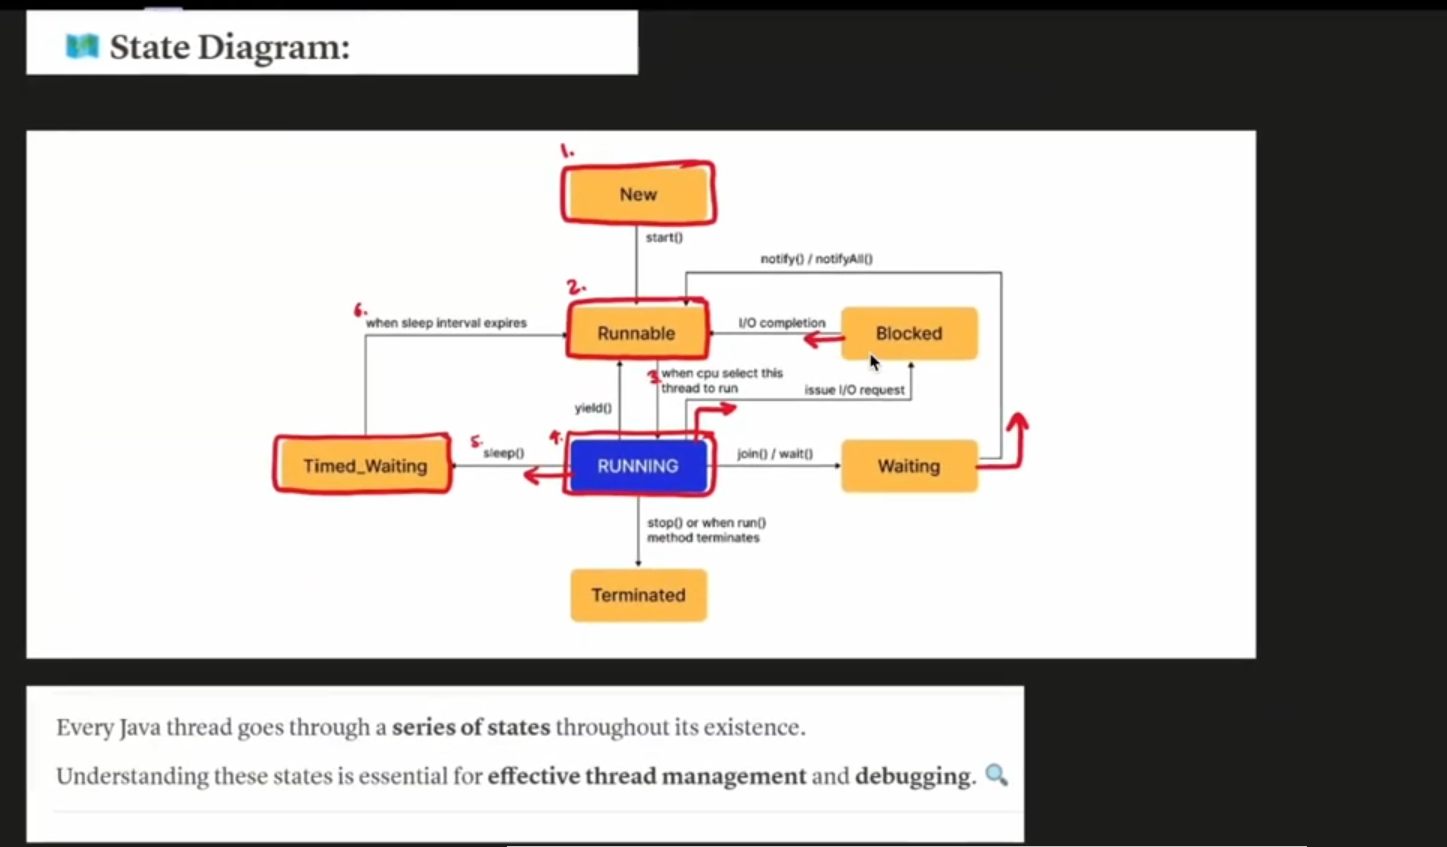 State Diagram:
1.
New
start()
notify() / notifyAll()
2.
6.
when sleep interval expires
Runnable
I/O completion
Blocked
3.
when cpu select this
thread to run
issue I/O request
yield()
5.
sleep()
4.
Timed_Waiting
RUNNING
join() / wait()
Waiting
stop() or when run()
method terminates
Terminated
Every Java thread goes through a series of states throughout its existence.
Understanding these states is essential for effective thread management and debugging.